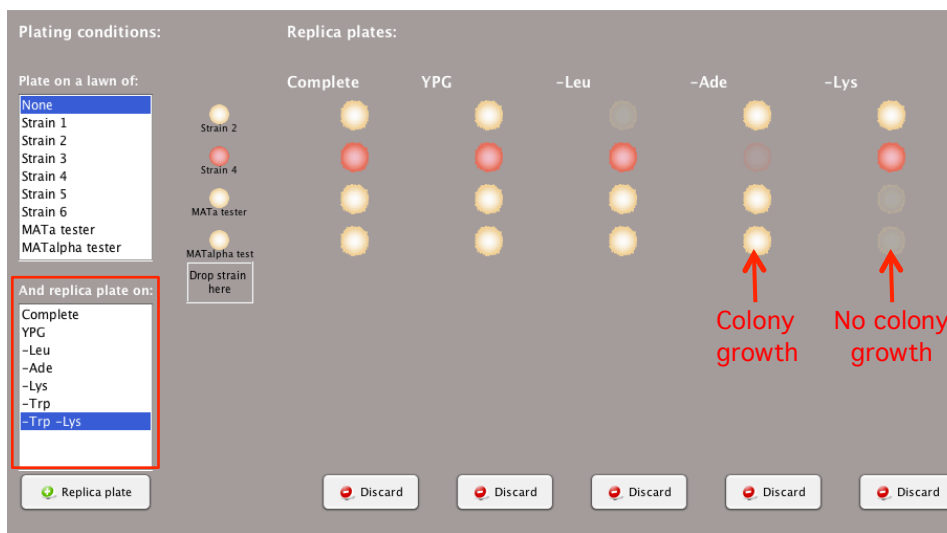 Plating conditions:
Replica plates:
Plate on a lawn of:
None
Strain 1
Strain 2
Strain 3
Strain 4
Strain 5
Strain 6
MATa tester
MATalpha tester
And replica plate on:
Complete
YPG
-Leu
-Ade
-Lys
-Trp
-Trp -Lys
Replica plate
Strain 2
Strain 4
MATa tester
MATalpha test
Drop strain
here
Complete YPG -Leu -Ade -Lys
Colony
growth
No colony
growth
Discard Discard Discard Discard Discard